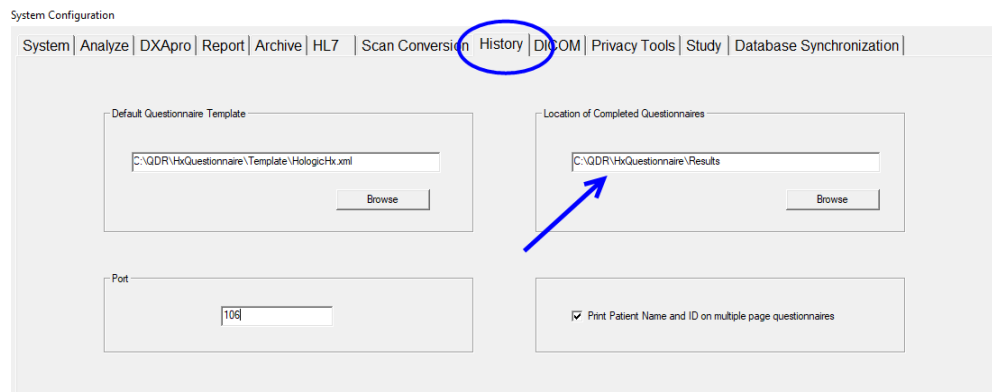 System Configuration
System Analyze DXApro Report Archive HL7 Scan Conversion History DICOM Privacy Tools Study Database Synchronization
Default Questionnaire Template
C:\QDR\HxQuestionnaire\Template\HologicHx.xml
Browse
Location of Completed Questionnaires
C:\QDR\HxQuestionnaire\Results
Browse
Port
106
Print Patient Name and ID on multiple page questionnaires